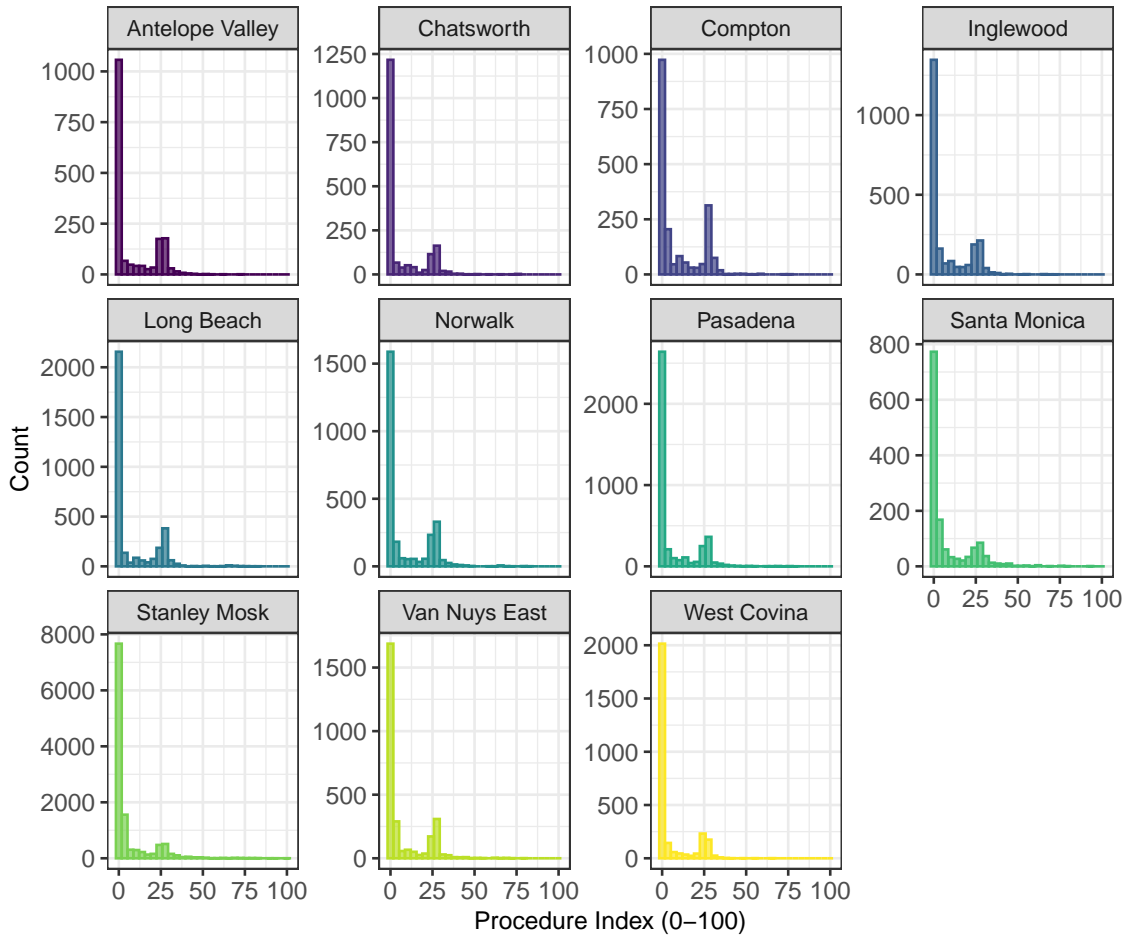 Antelope Valley
Chatsworth
Compton
Inglewood
1000
750
500
250
0
1250
1000
750
500
250
0
1000
750
500
250
0
1000
500
0
Long Beach
Norwalk
Pasadena
Santa Monica
2000
1500
1000
500
0
1500
1000
500
0
2000
1000
0
800
600
400
200
0
0 25 50 75 100
Stanley Mosk
Van Nuys East
West Covina
8000
6000
4000
2000
0
1500
1000
500
0
2000
1500
1000
500
0
0 25 50 75 100
0 25 50 75 100
0 25 50 75 100
Count
Procedure Index (0−100)